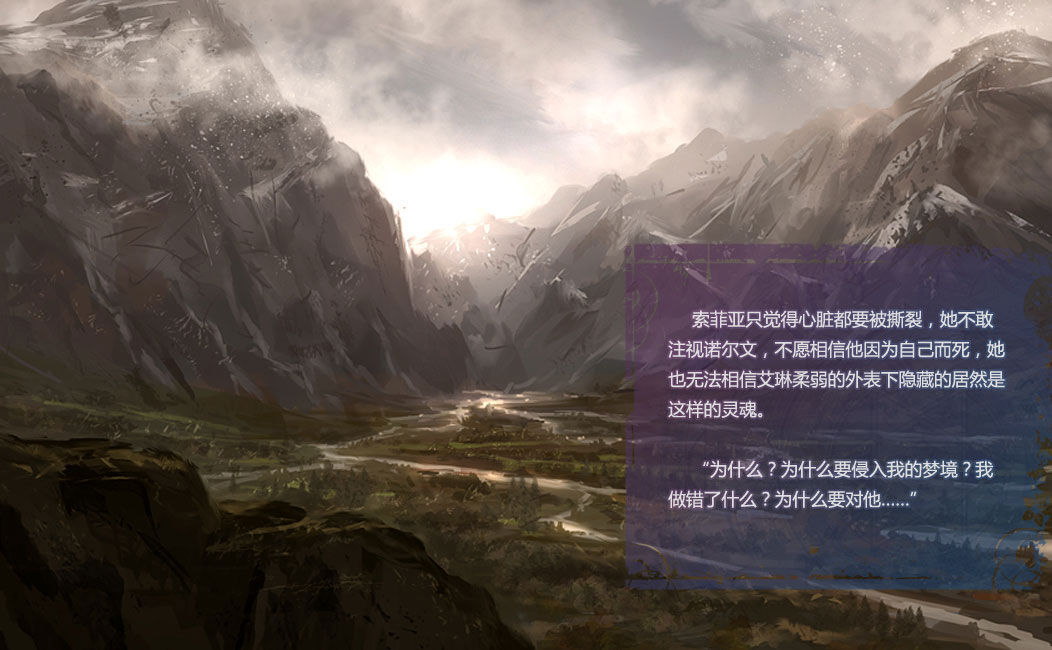 索菲亚只觉得心脏都要被撕裂，她不敢
注视诺尔文，不愿相信他因为自己而死，她
也无法相信艾琳柔弱的外表下隐藏的居然是
这样的灵魂。
“为什么？为什么要侵入我的梦境？我
做错了什么？为什么要对他……”